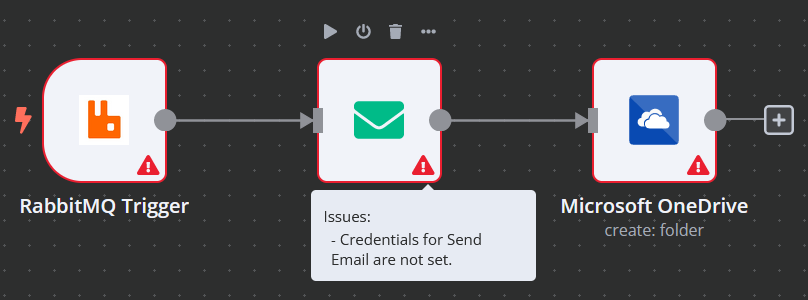 RabbitMQ Trigger
Issues:
- Credentials for Send
Email are not set.
Microsoft OneDrive
create: folder